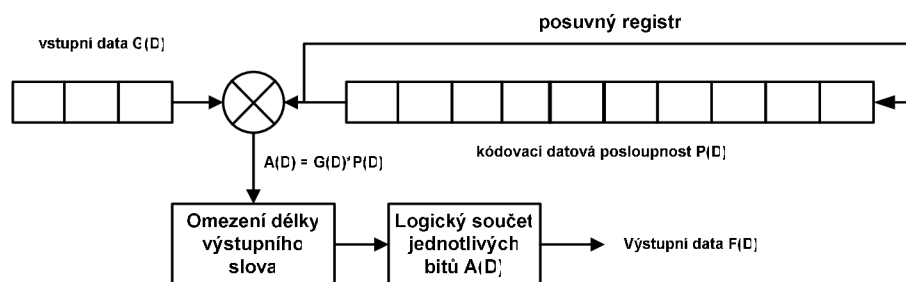 posuvný registr
vstupní data G(D)
kódovací datová posloupnost P(D)
A(D) = G(D)*P(D)
Omezení délky
výstupního
slova
Logický součet
jednotlivých
bitů A(D)
Výstupní data F(D)